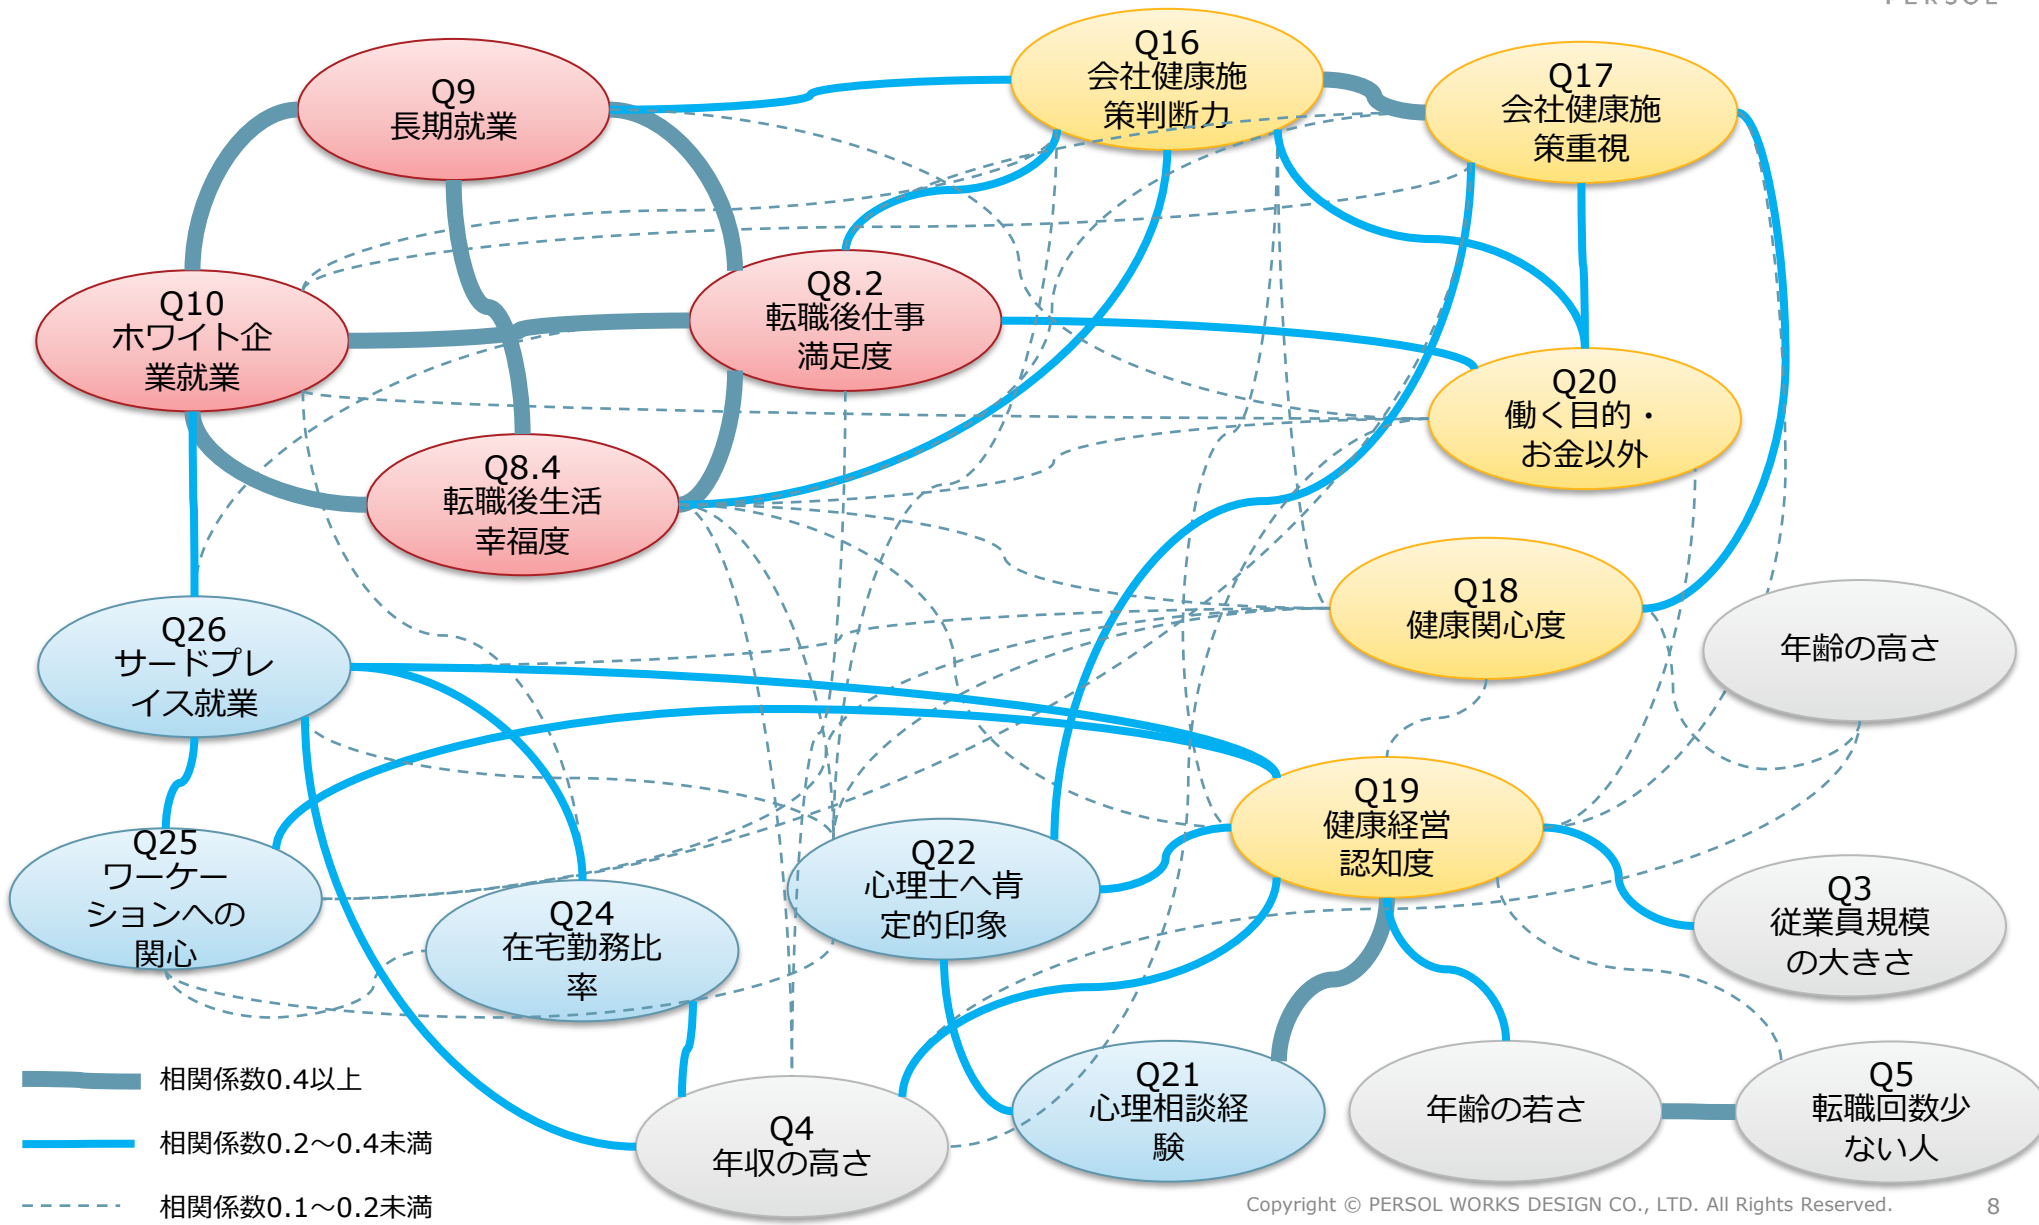 PERSOL
Q9
長期就業
Q16
会社健康施
策判断力
Q17
会社健康施
策重視
Q10
ホワイト企
業就業
Q8.2
転職後仕事
満足度
Q20
働く目的・
お金以外
Q8.4
転職後生活
幸福度
Q18
健康関心度
年齢の高さ
Q26
サードプレ
イス就業
Q19
健康経営
認知度
Q25
ワーケー
ションへの
関心
Q24
在宅勤務比
率
Q22
心理士へ肯
定的印象
Q3
従業員規模
の大きさ
Q4
年収の高さ
Q21
心理相談経
験
年齢の若さ
Q5
転職回数少
ない人
相関係数0.4以上
相関係数0.2～0.4未満
相関係数0.1～0.2未満
Copyright © PERSOL WORKS DESIGN CO., LTD. All Rights Reserved.
8